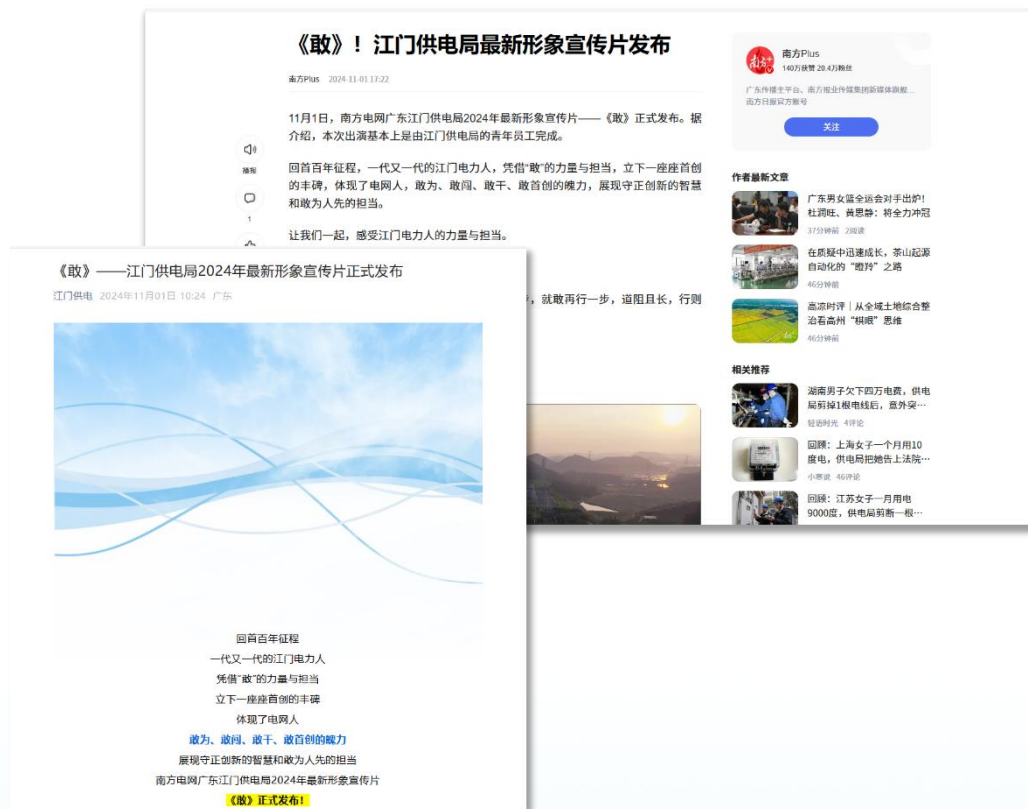 《敢》！江门供电局最新形象宣传片发布
南方Plus 2024-11-01 17:22
11月1日，南方电网广东江门供电局2024年最新形象宣传片——《敢》正式发布。据
介绍，本次出演基本上是由江门供电局的青年员工完成。
回首百年征程，一代又一代的江门电力人，凭借“敢”的力量与担当，立下一座座首创
的丰碑，体现了电网人，敢为、敢闯、敢干、敢首创的魄力，展现守正创新的智慧
和敢为人先的担当。
让我们一起，感受江门电力人的力量与担当。
，就敢再行一步，道阻且长，行则
播报
1
南方+
南方Plus
140万获赞 20.4万粉丝
广东传播主平台、南方报业传媒集团新媒体旗舰...
南方日报官方账号
关注
作者最新文章
广东男女篮全运会对手出炉！
杜润旺、黄思静：将全力冲冠
37分钟前 2阅读
在质疑中迅速成长，茶山起源
自动化的“瞪羚”之路
46分钟前
高凉时评｜从全域土地综合整
治看高州“棋眼”思维
46分钟前
相关推荐
湖南男子欠下四万电费，供电
局剪掉1根电线后，意外突…
轻语时光 4评论
回顾：上海女子一个月用10
度电，供电局把她告上法院…
小寒说 46评论
回顾：江苏女子一月用电
9000度，供电局剪断一根…
《敢》——江门供电局2024年最新形象宣传片正式发布
江门供电 2024年11月01日 10:24 广东
回首百年征程
一代又一代的江门电力人
凭借“敢”的力量与担当
立下一座座首创的丰碑
体现了电网人
敢为、敢闯、敢干、敢首创的魄力
展现守正创新的智慧和敢为人先的担当
南方电网广东江门供电局2024年最新形象宣传片
《敢》正式发布！